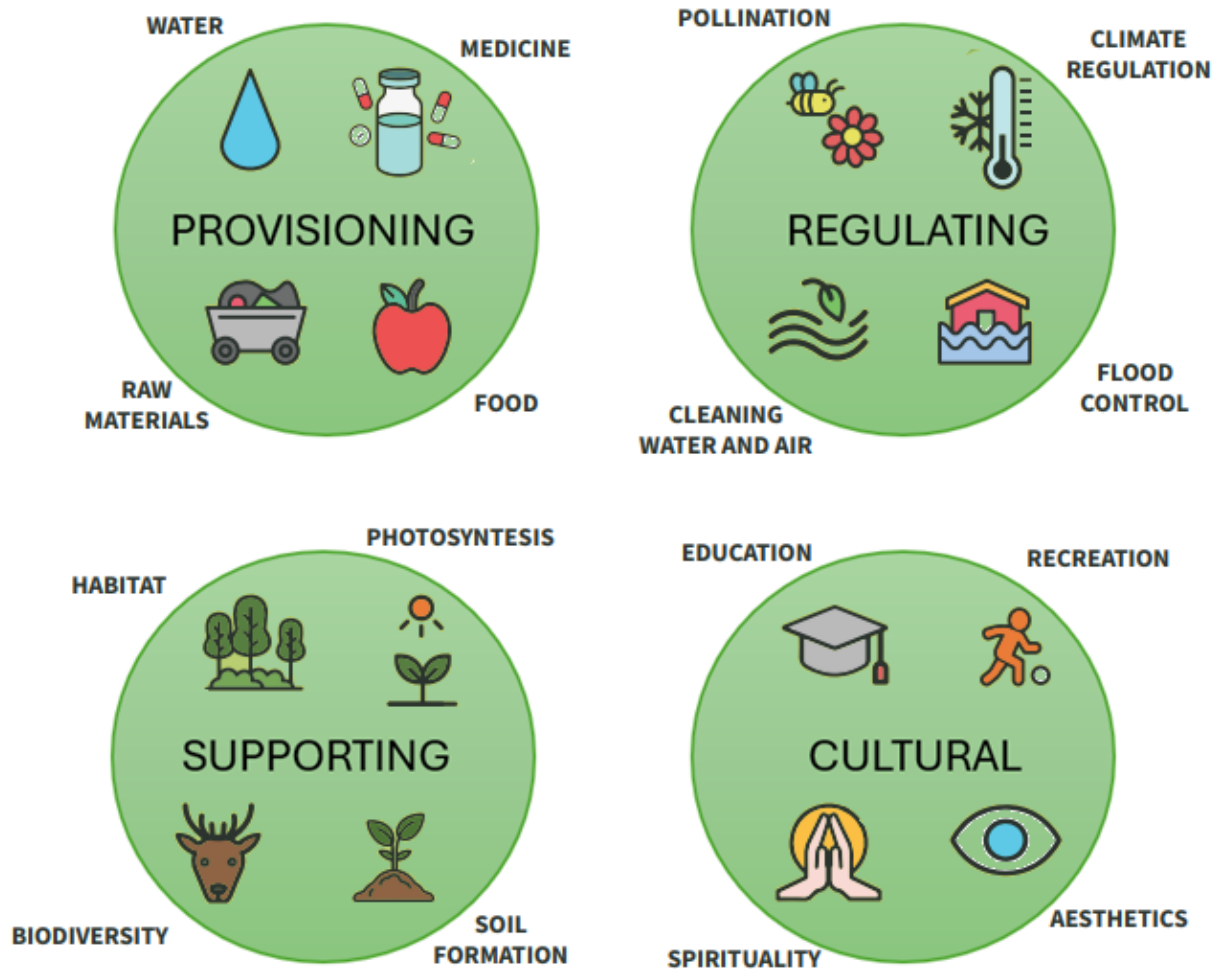 WATER
MEDICINE
PROVISIONING
RAW
MATERIALS
FOOD
POLLINATION
CLIMATE
REGULATION
REGULATING
CLEANING
WATER AND AIR
FLOOD
CONTROL
HABITAT
PHOTOSYNTESIS
SUPPORTING
BIODIVERSITY
SOIL
FORMATION
EDUCATION
RECREATION
CULTURAL
SPIRITUALITY
AESTHETICS